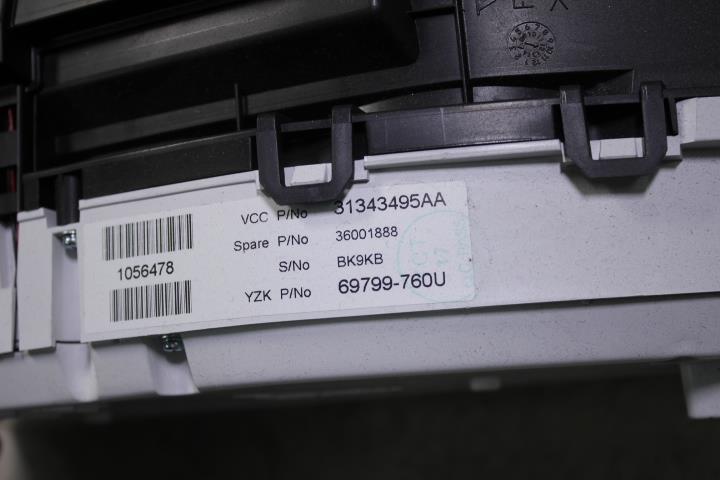 VCC P/No 31343495AA
Spare P/No 36001888
S/No BK9KB
YZK P/No 69799-760U
1056478